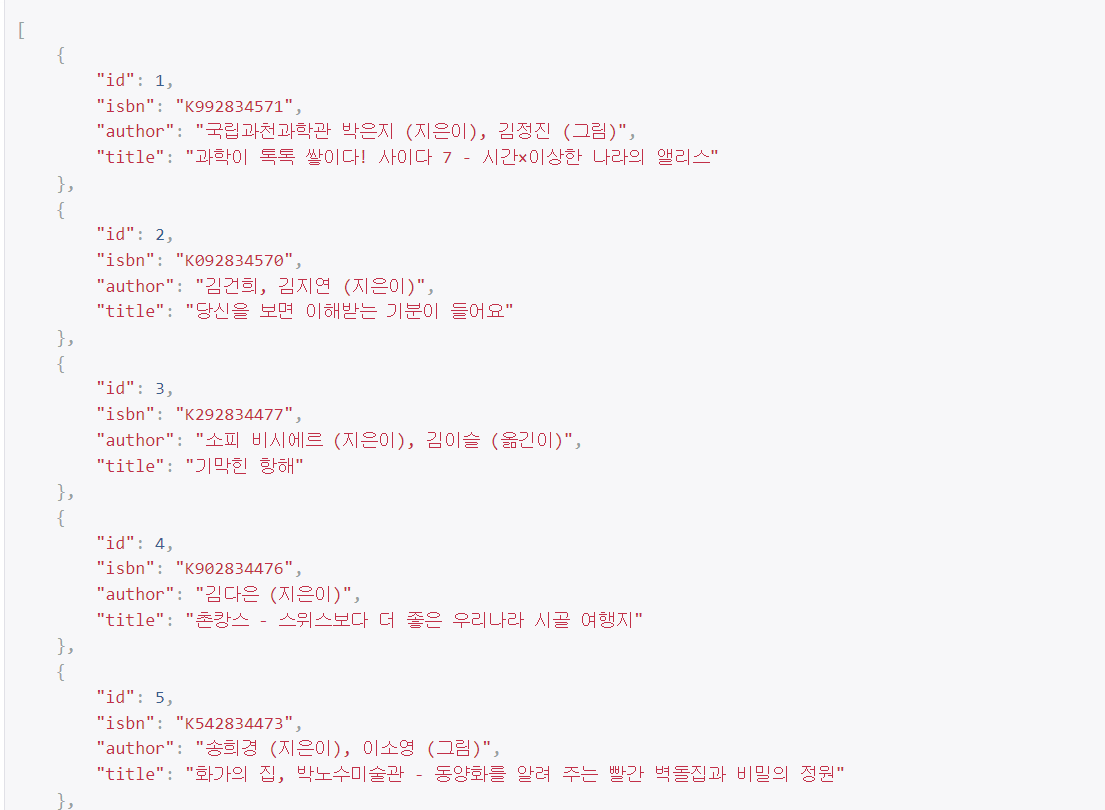 [
{
"id": 1,
"isbn": "K992834571",
"author": "국립과천과학관 박은지 (지은이), 김정진 (그림)",
"title": "과학이 톡톡 쌓이다! 사이다 7 - 시간×이상한 나라의 앨리스"
},
{
"id": 2,
"isbn": "K092834570",
"author": "김건희, 김지연 (지은이)",
"title": "당신을 보면 이해받는 기분이 들어요"
},
{
"id": 3,
"isbn": "K292834477",
"author": "소피 비시에르 (지은이), 김이슬 (옮긴이)",
"title": "기막힌 항해"
},
{
"id": 4,
"isbn": "K902834476",
"author": "김다은 (지은이)",
"title": "촌캉스 - 스위스보다 더 좋은 우리나라 시골 여행지"
},
{
"id": 5,
"isbn": "K542834473",
"author": "송희경 (지은이), 이소영 (그림)",
"title": "화가의 집, 박노수미술관 - 동양화를 알려 주는 빨간 벽돌집과 비밀의 정원"
},